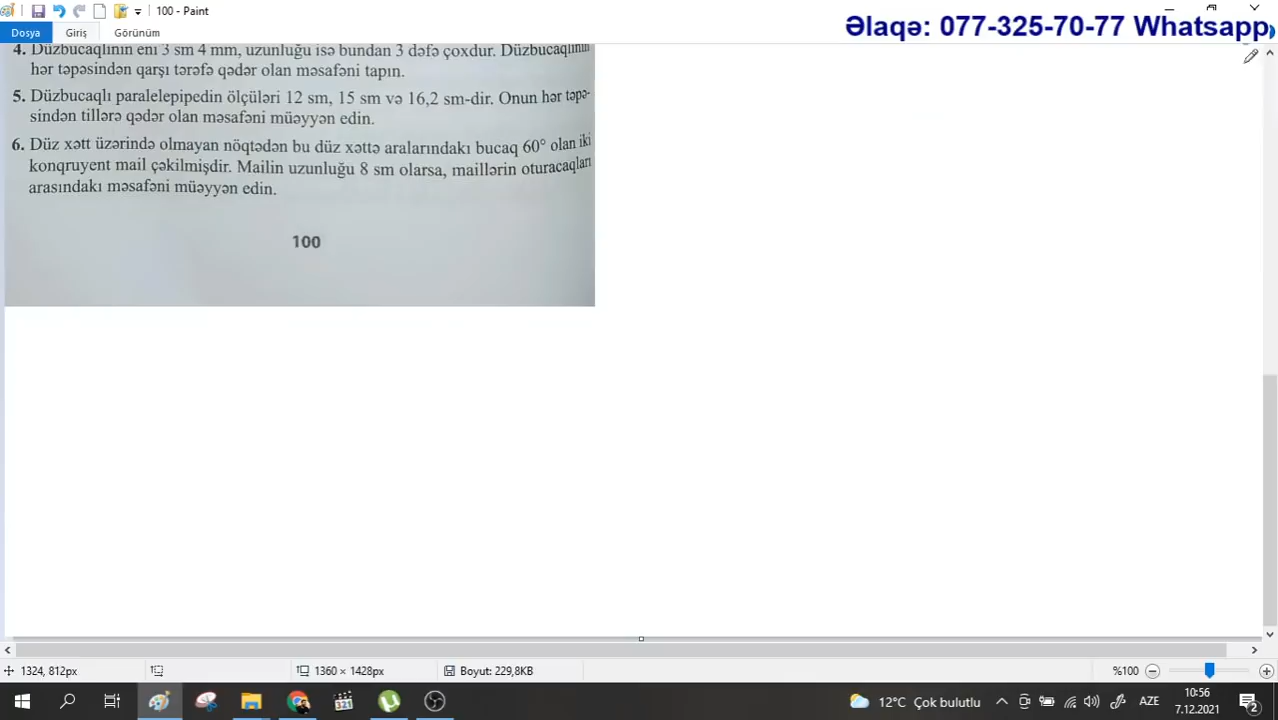 100 - Paint
Əlaqə: 077-325-70-77 Whatsapp
Dosya Giriş Görünüm
4. Düzbucaqlının eni 3 sm 4 mm, uzunluğu isə bundan 3 dəfə çoxdur. Düzbucaqlının
hər təpəsindən qarşı tərəfə qədər olan məsafəni tapın.
5. Düzbucaqlı paralelepipedin ölçüləri 12 sm, 15 sm və 16,2 sm-dir. Onun hər təpə-
sindən tillərə qədər olan məsafəni müəyyən edin.
6. Düz xətt üzərində olmayan nöqtədən bu düz xəttə aralarındakı bucaq 60° olan iki
konqruyent mail çəkilmişdir. Mailin uzunluğu 8 sm olarsa, maillərin oturacaqları
arasındakı məsafəni müəyyən edin.
100
1324, 812px 1360 × 1428px Boyut: 229,8KB %100
12°C Çok bulutlu AZE 10:56
7.12.2021 2